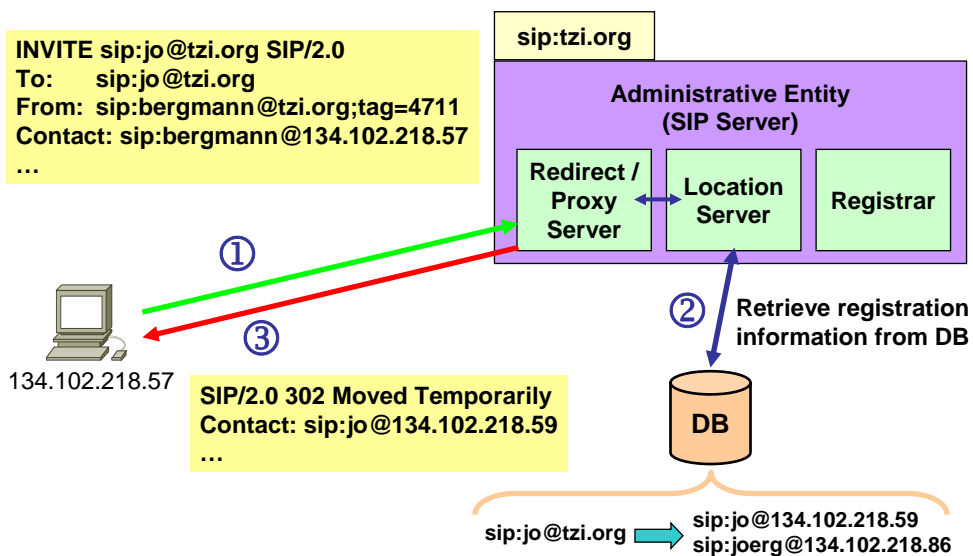 INVITE sip:jo@tzi.org SIP/2.0
To: sip:jo@tzi.org
From: sip:bergmann@tzi.org;tag=4711
Contact: sip:bergmann@134.102.218.57
…
sip:tzi.org
Administrative Entity
(SIP Server)
Redirect /
Proxy
Server
Location
Server
Registrar
①
②
Retrieve registration
information from DB
③
134.102.218.57
SIP/2.0 302 Moved Temporarily
Contact: sip:jo@134.102.218.59
…
DB
sip:jo@tzi.org
sip:jo@134.102.218.59
sip:joerg@134.102.218.86